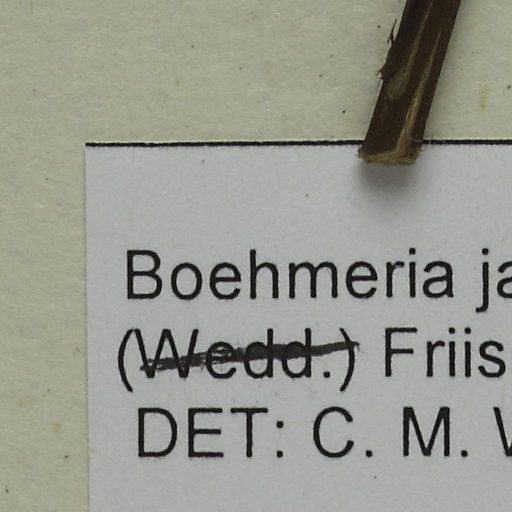 Boehmeria ja
(Wedd.) Friis
DET: C. M.